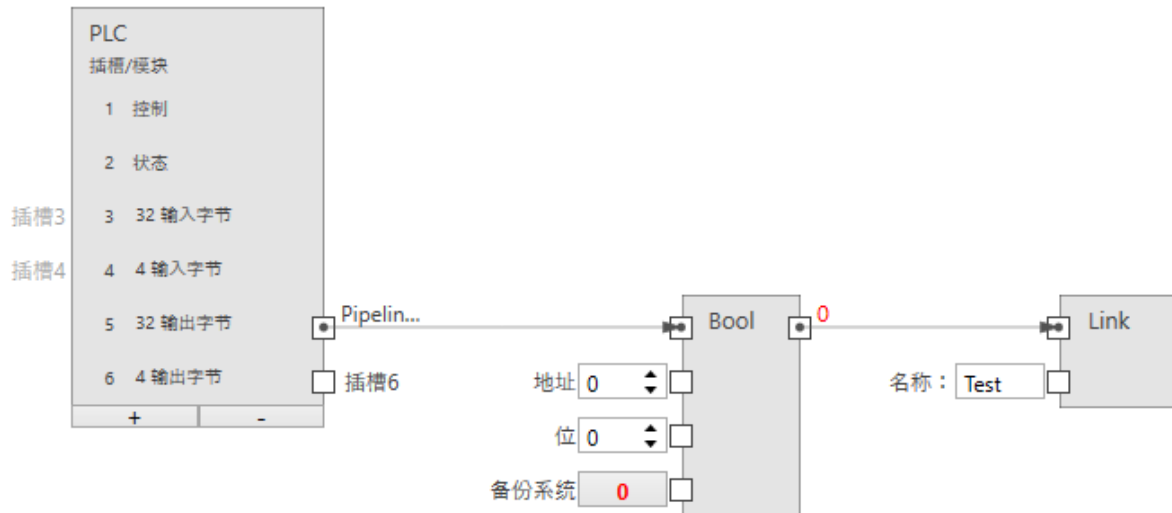 PLC
插槽/模块
1 控制
2 状态
插槽3 3 32 输入字节
插槽4 4 4 输入字节
5 32 输出字节 Pipelin... Bool 0 Link
6 4 输出字节 插槽6 地址 0 名称： Test
+ -
位 0
备份系统 0